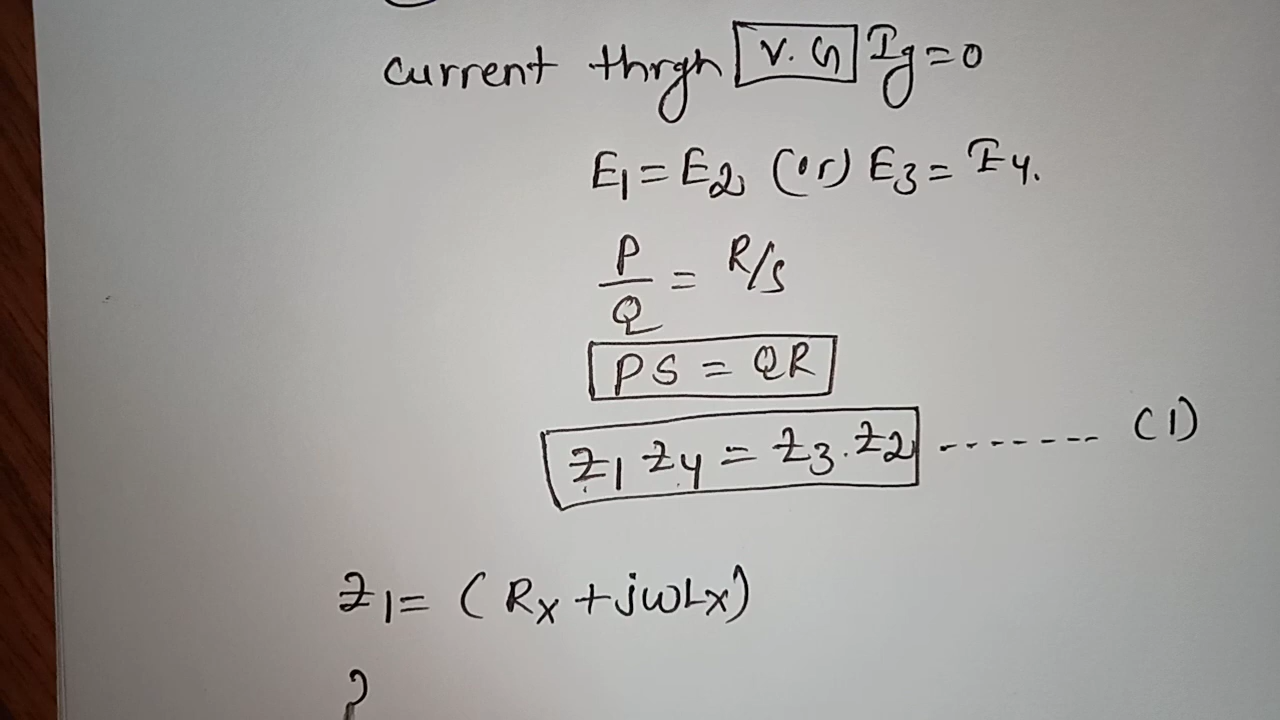 current thrgh V. G Ig=0
E1 = E2 (or) E3 = E4.
P/Q = R/S
PS = QR
Z1 Z4 = Z3.Z2 ------- (1)
Z1= (Rx +jωLx)